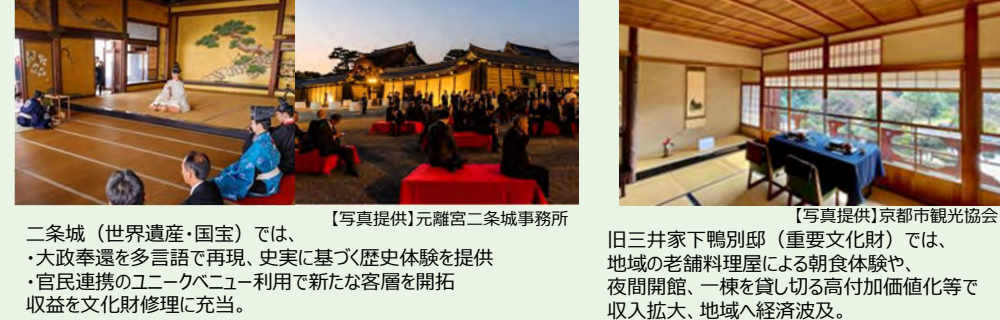 【写真提供】元離宮二条城事務所
二条城（世界遺産・国宝）では、
・大政奉還を多言語で再現、史実に基づく歴史体験を提供
・官民連携のユニークベニュー利用で新たな客層を開拓
収益を文化財修理に充当。
【写真提供】京都市観光協会
旧三井家下鴨別邸（重要文化財）では、
地域の老舗料理屋による朝食体験や、
夜間開館、一棟を貸し切る高付加価値化等で
収入拡大、地域へ経済波及。